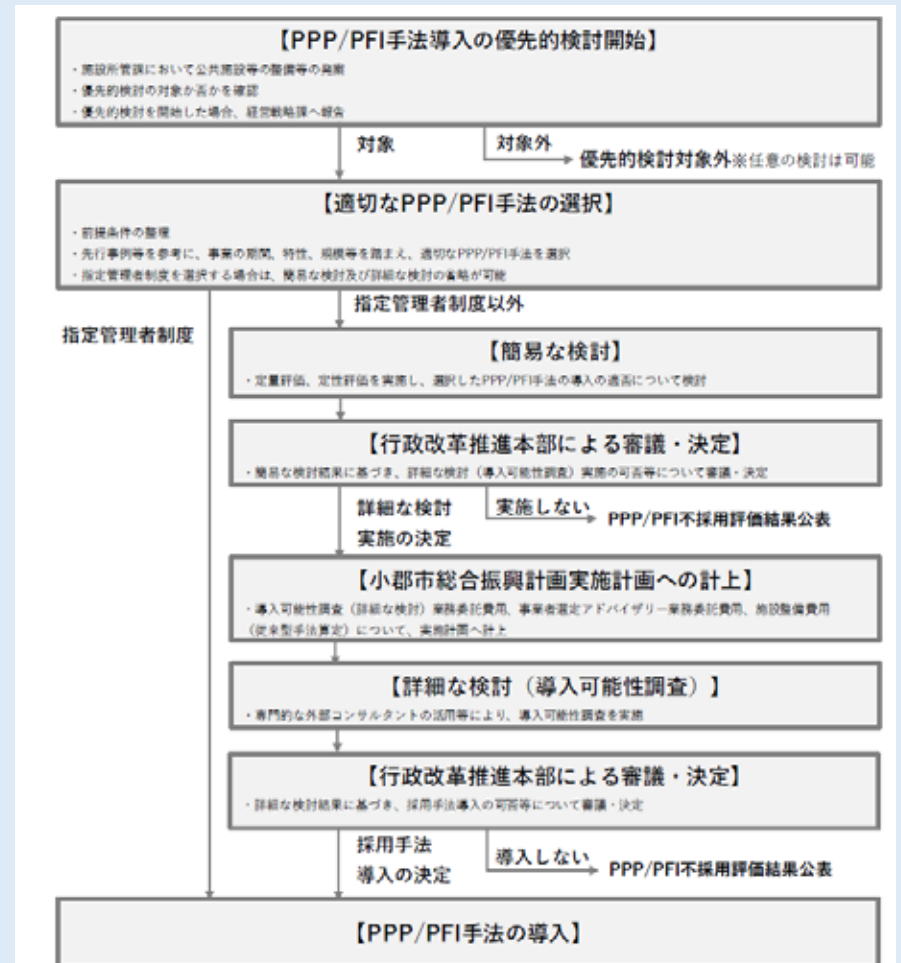 【PPP/PFI手法導入の優先的検討開始】
・施設所管課において公共施設等の整備等の発案
・優先的検討の対象か否かを確認
・優先的検討を開始した場合、経営戦略課へ報告
対象
対象外
優先的検討対象外※任意の検討は可能
【適切なPPP/PFI手法の選択】
・前提条件の整理
・先行事例等を参考に、事業の期間、特性、規模等を踏まえ、適切なPPP/PFI手法を選択
・指定管理者制度を選択する場合は、簡易な検討及び詳細な検討の省略が可能
指定管理者制度以外
指定管理者制度
【簡易な検討】
・定量評価、定性評価を実施し、選択したPPP/PFI手法の導入の適否について検討
【行政改革推進本部による審議・決定】
・簡易な検討結果に基づき、詳細な検討（導入可能性調査）実施の可否等について審議・決定
詳細な検討
実施の決定
実施しない
PPP/PFI不採用評価結果公表
【小郡市総合振興計画実施計画への計上】
・導入可能性調査（詳細な検討）業務委託費用、事業者選定アドバイザリー業務委託費用、施設整備費用
（従来型手法算定）について、実施計画へ計上
【詳細な検討（導入可能性調査）】
・専門的な外部コンサルタントの活用等により、導入可能性調査を実施
【行政改革推進本部による審議・決定】
・詳細な検討結果に基づき、採用手法導入の可否等について審議・決定
採用手法
導入の決定
導入しない
PPP/PFI不採用評価結果公表
【PPP/PFI手法の導入】